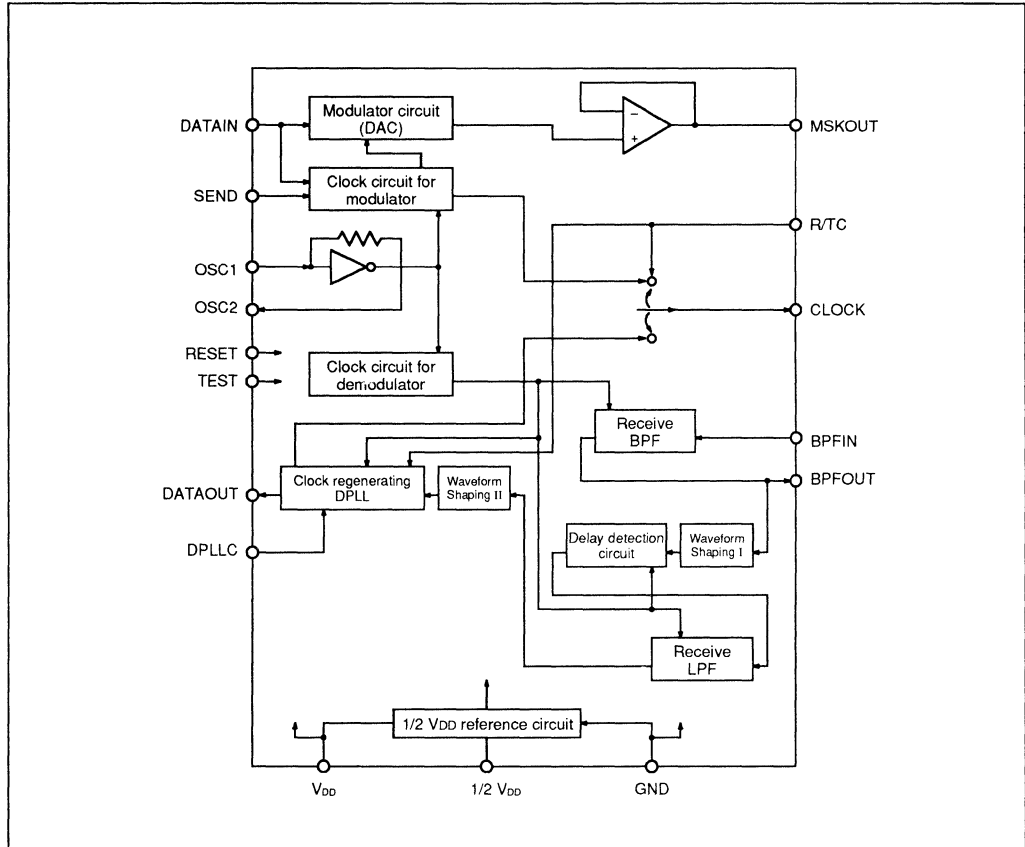 Modulator circuit
(DAC)
−
+
DATAIN
MSKOUT
Clock circuit for
modulator
SEND
R/TC
OSC1
OSC2
CLOCK
RESET
TEST
Clock circuit for
demodulator
Receive
BPF
BPFIN
BPFOUT
Clock regenerating
DPLL
Waveform
Shaping II
DATAOUT
DPLLC
Delay detection
circuit
Waveform
Shaping I
Receive
LPF
1/2 VDD reference circuit
VDD
1/2 VDD
GND